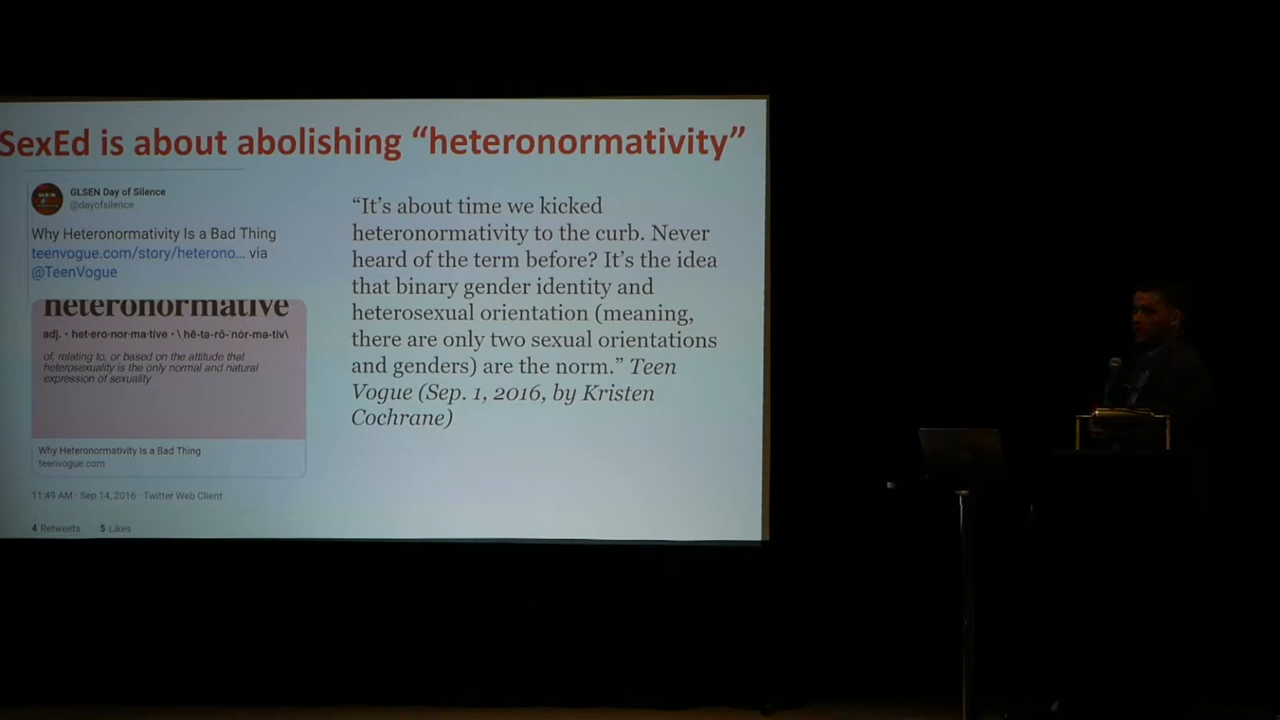 SexEd is about abolishing “heteronormativity”
GLSEN Day of Silence
@dayofsilence
Why Heteronormativity Is a Bad Thing
teenvogue.com/story/heterono... via
@TeenVogue
heteronormative
adj. • het·ero·nor·ma·tive • \ hĕ-tə-rō-ˈnȯr-mə-tiv\
of, relating to, or based on the attitude that
heterosexuality is the only normal and natural
expression of sexuality
Why Heteronormativity Is a Bad Thing
teenvogue.com
11:49 AM · Sep 14, 2016 · Twitter Web Client
4 Retweets 5 Likes
“It’s about time we kicked
heteronormativity to the curb. Never
heard of the term before? It’s the idea
that binary gender identity and
heterosexual orientation (meaning,
there are only two sexual orientations
and genders) are the norm.” Teen
Vogue (Sep. 1, 2016, by Kristen
Cochrane)